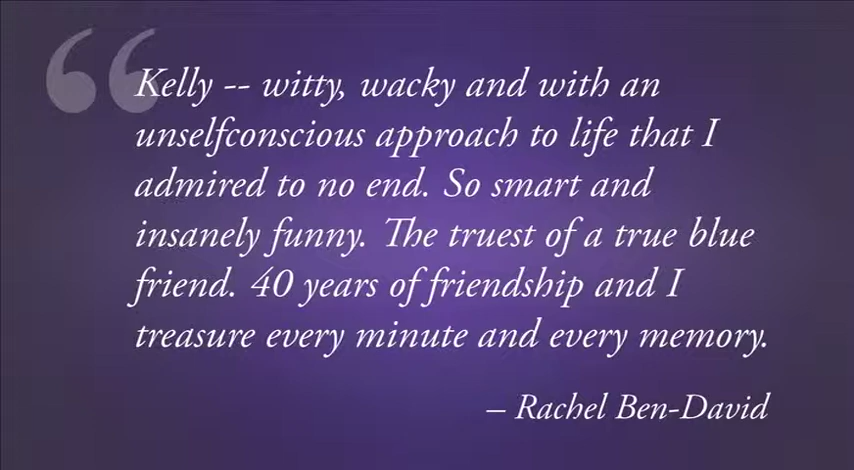 Kelly -- witty, wacky and with an
unselfconscious approach to life that I
admired to no end. So smart and
insanely funny. The truest of a true blue
friend. 40 years of friendship and I
treasure every minute and every memory.
– Rachel Ben-David